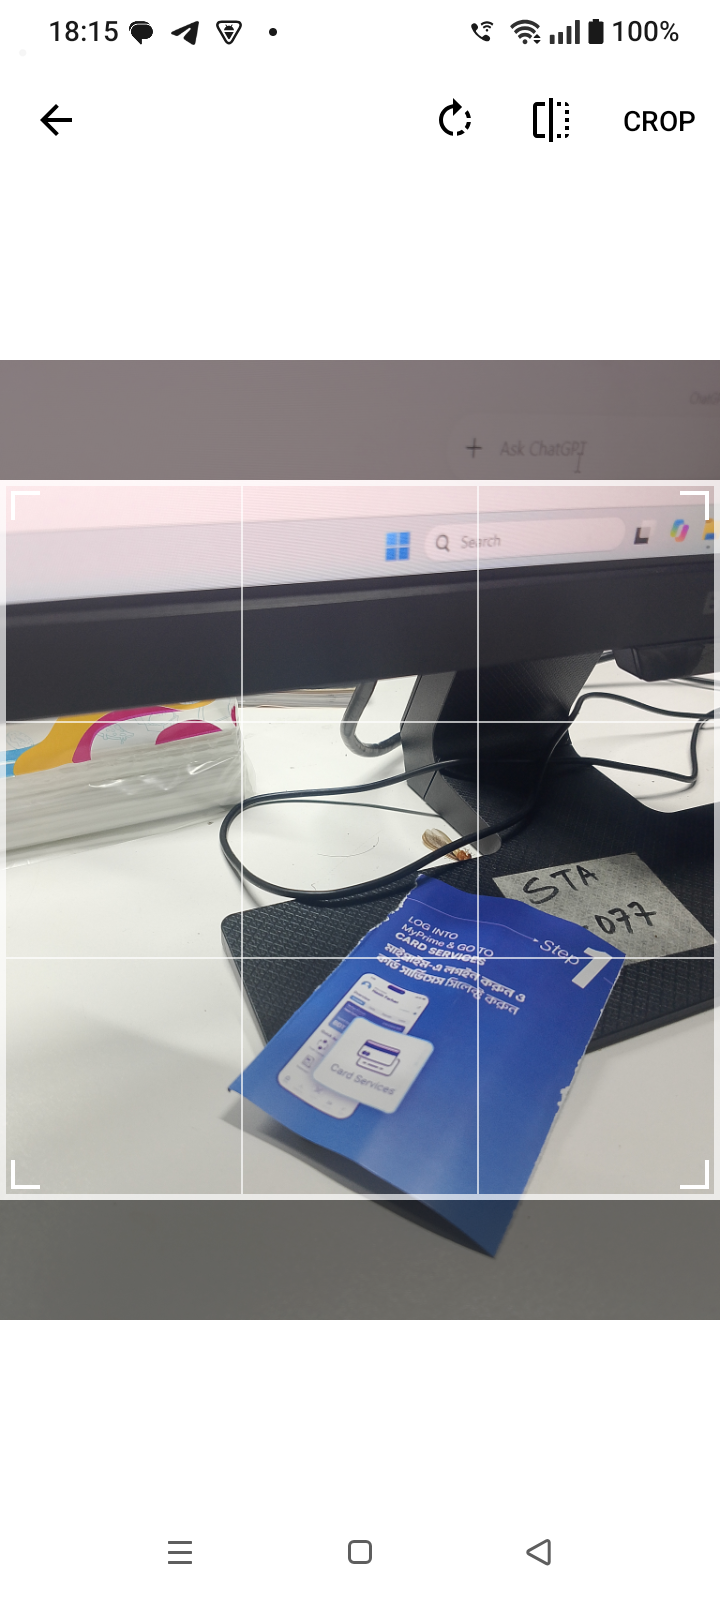 18:15
100%
CROP
Ask ChatGPT
Search
STA
077
Step 1
LOG INTO
MyPrime & GO TO
CARD SERVICES
মাইপ্রাইম-এ লগইন করুন ও
কার্ড সার্ভিসেস সিলেক্ট করুন
Card Services